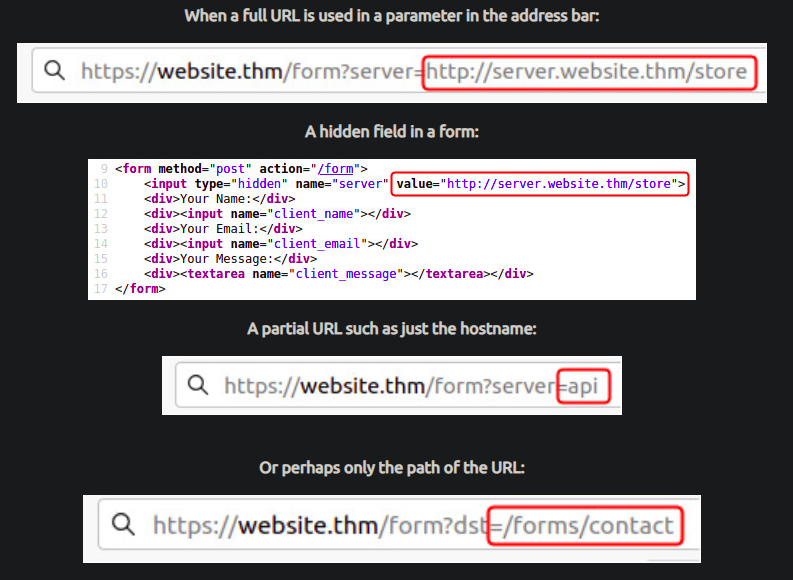 When a full URL is used in a parameter in the address bar:
https://website.thm/form?server=http://server.website.thm/store
A hidden field in a form:
9 <form method="post" action="/form">
10 <input type="hidden" name="server" value="http://server.website.thm/store">
11 <div>Your Name:</div>
12 <div><input name="client_name"></div>
13 <div>Your Email:</div>
14 <div><input name="client_email"></div>
15 <div>Your Message:</div>
16 <div><textarea name="client_message"></textarea></div>
17 </form>
A partial URL such as just the hostname:
https://website.thm/form?server=api
Or perhaps only the path of the URL:
https://website.thm/form?dst=/forms/contact